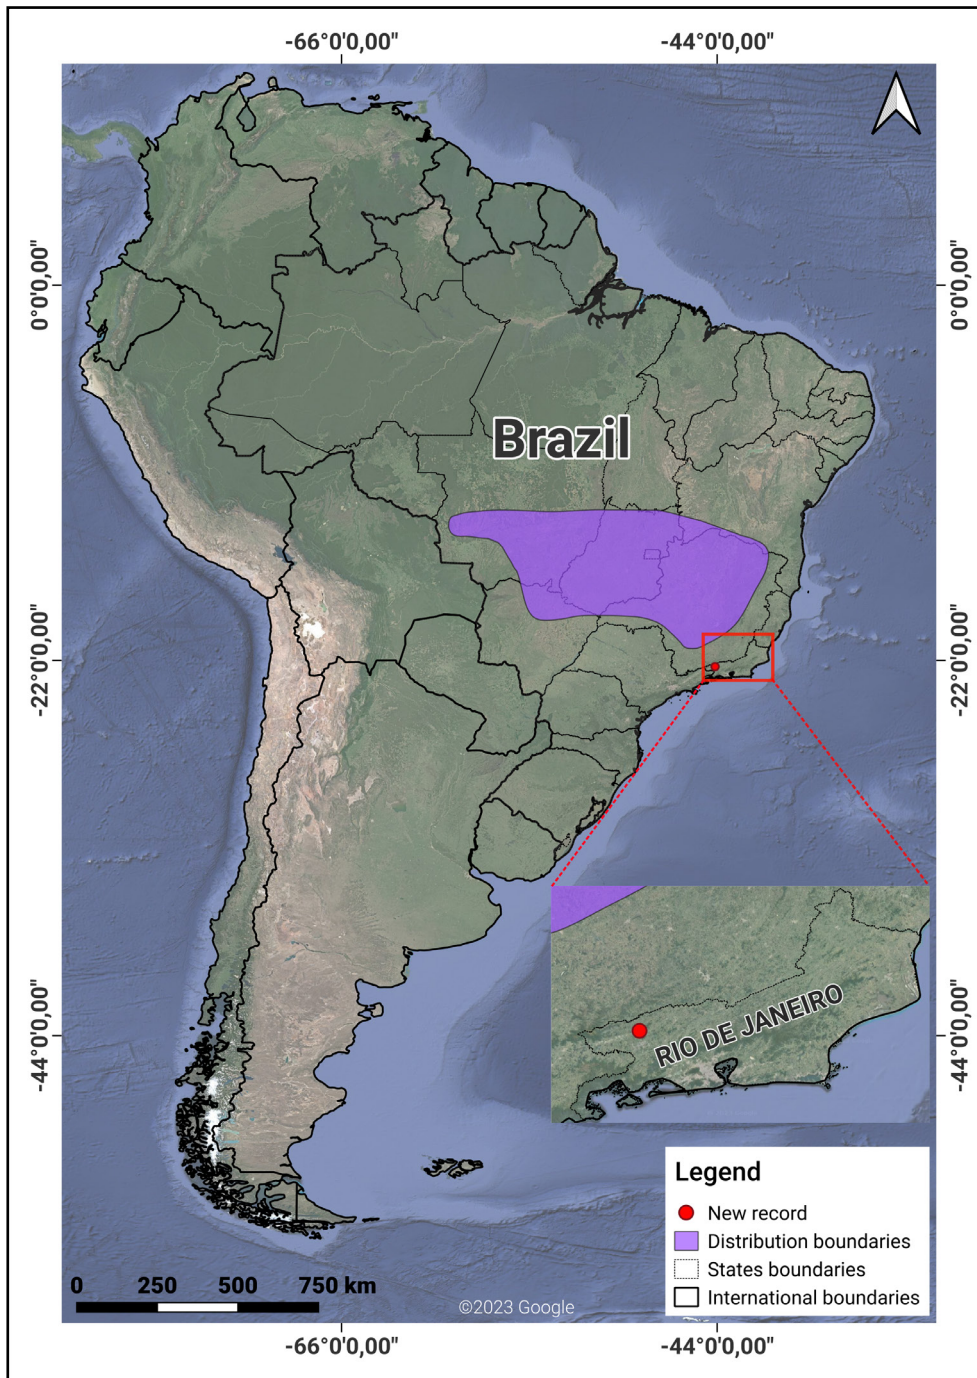 -66°0'0,00" -44°0'0,00"
0°0'0,00" 0°0'0,00"
Brazil
-22°0'0,00" -22°0'0,00"
RIO DE JANEIRO
-44°0'0,00" -44°0'0,00"
Legend
New record
Distribution boundaries
States boundaries
International boundaries
0 250 500 750 km
©2023 Google
-66°0'0,00" -44°0'0,00"